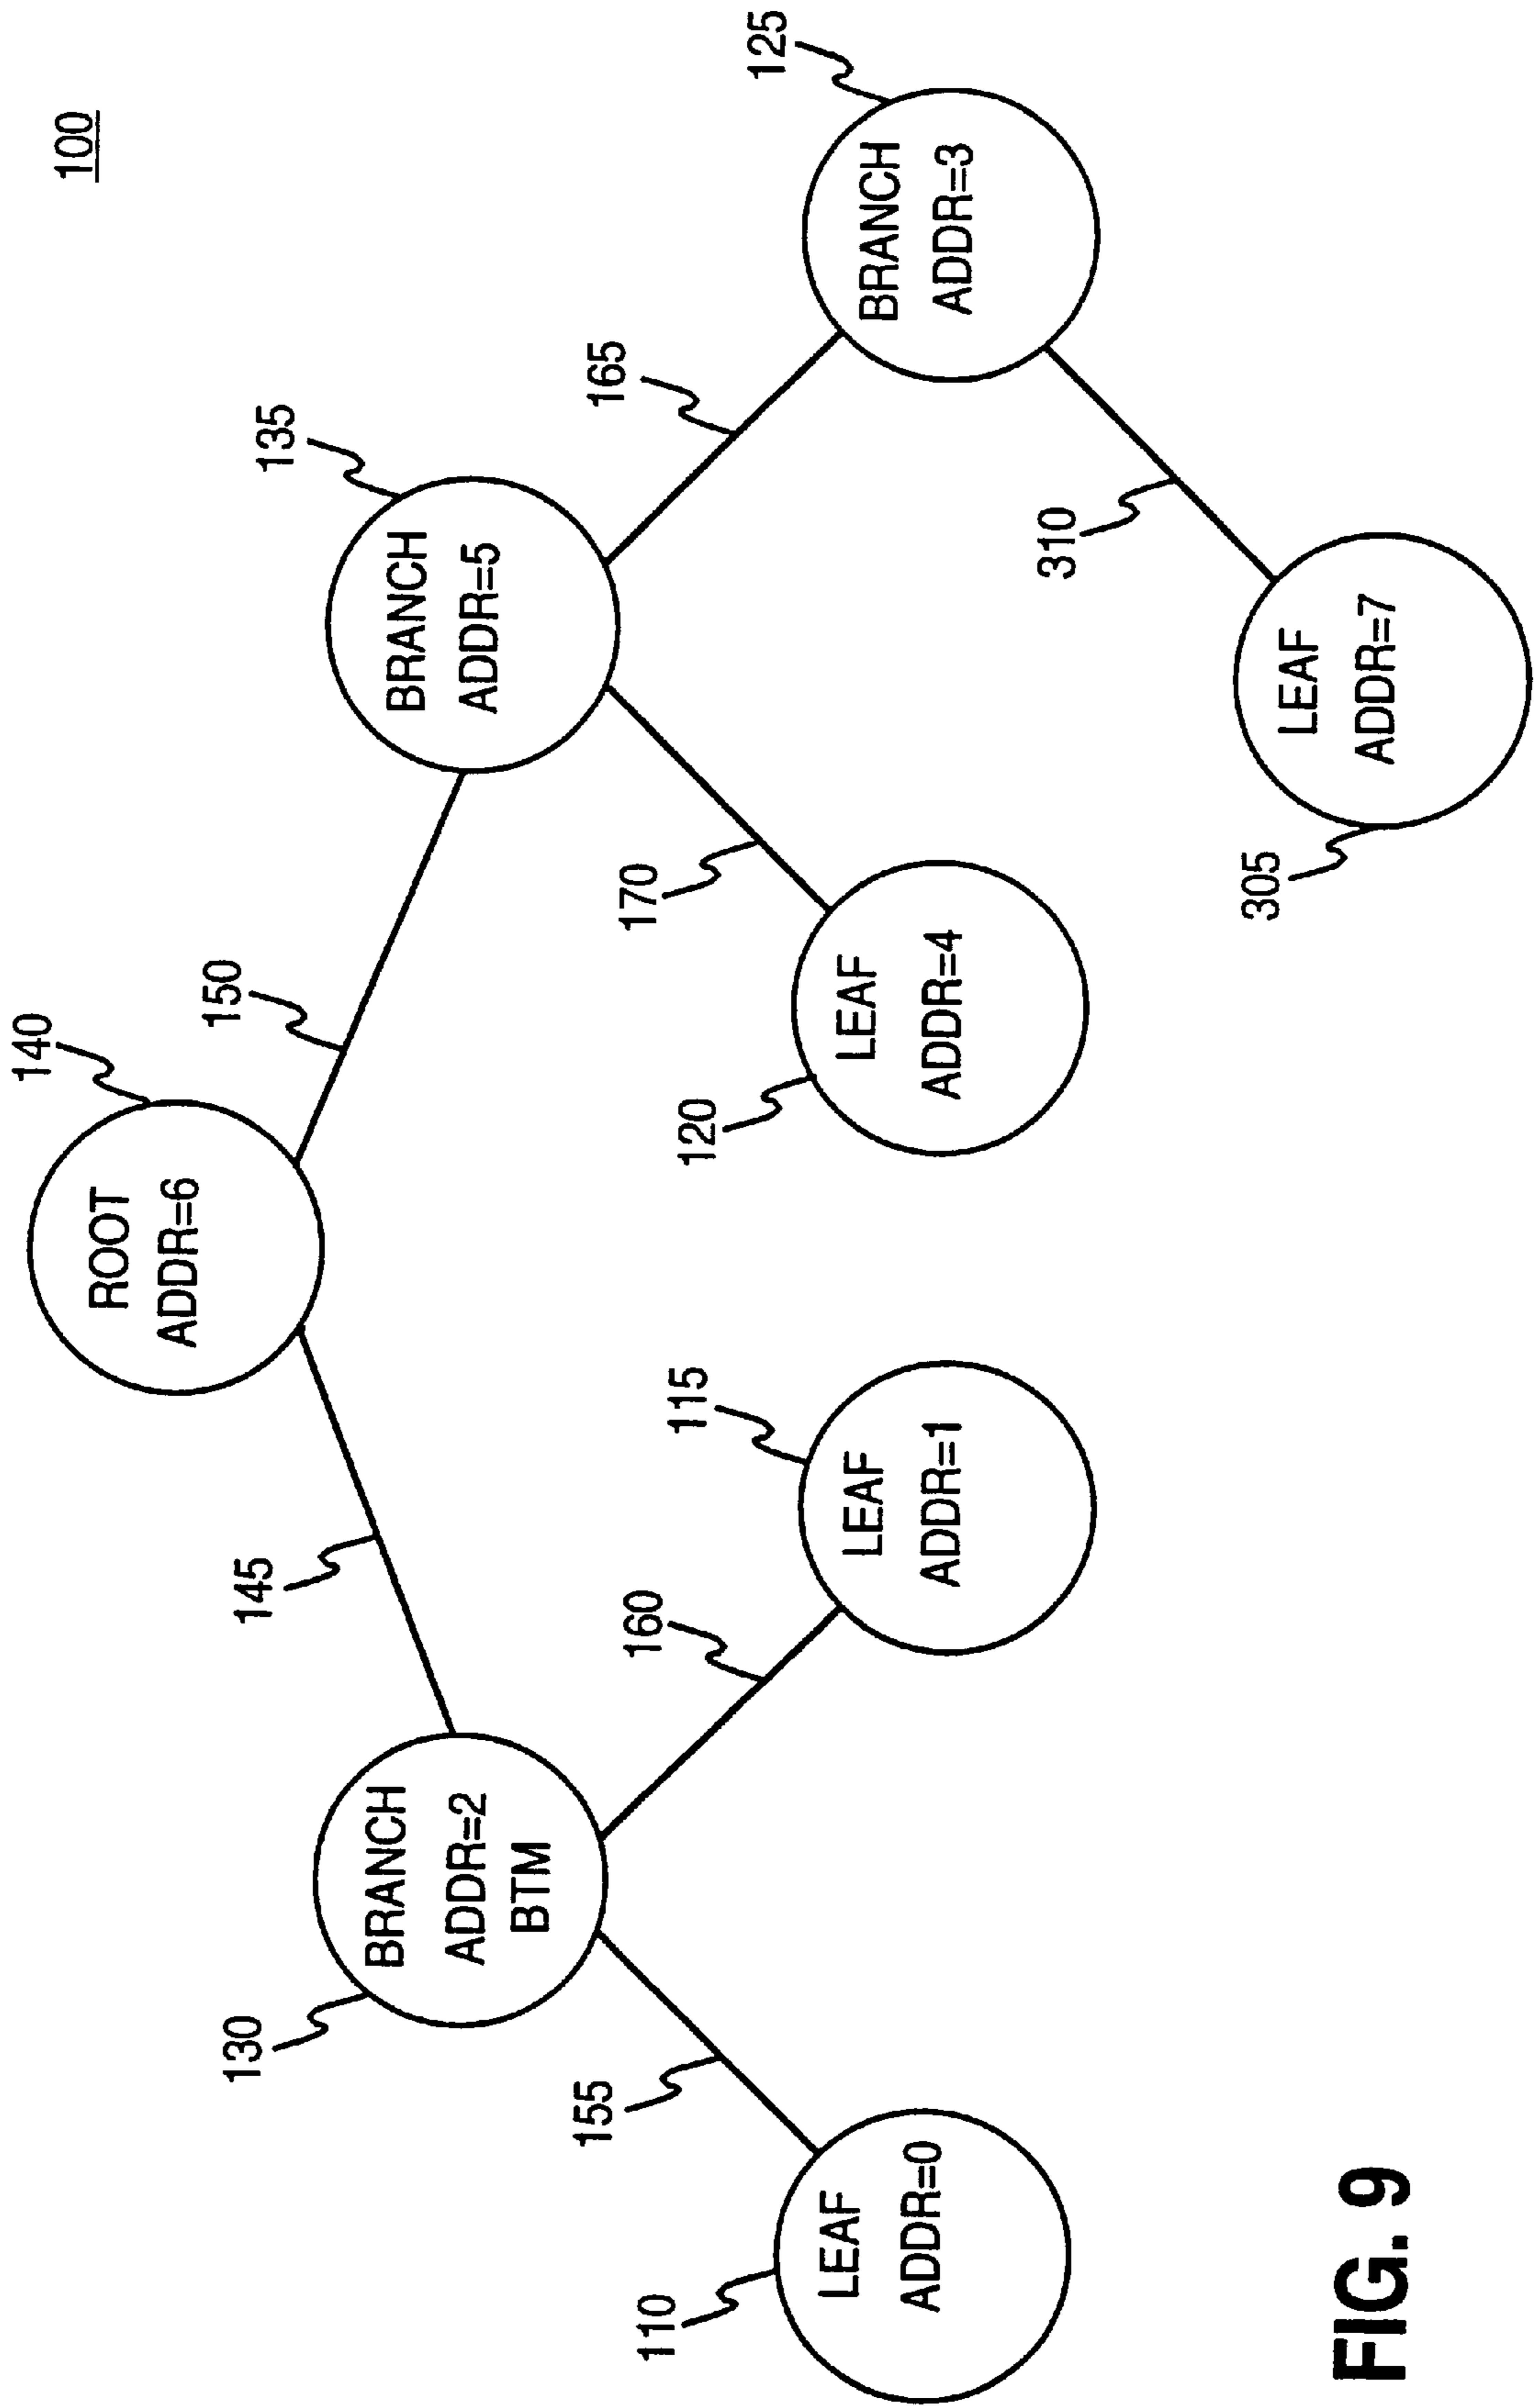 100
140
ROOT
ADDR=6
145
150
130
BRANCH
ADDR=2
BTM
135
BRANCH
ADDR=5
155
160
170
165
110
LEAF
ADDR=0
115
LEAF
ADDR=1
120
LEAF
ADDR=4
125
BRANCH
ADDR=3
310
305
LEAF
ADDR=7
FIG. 9